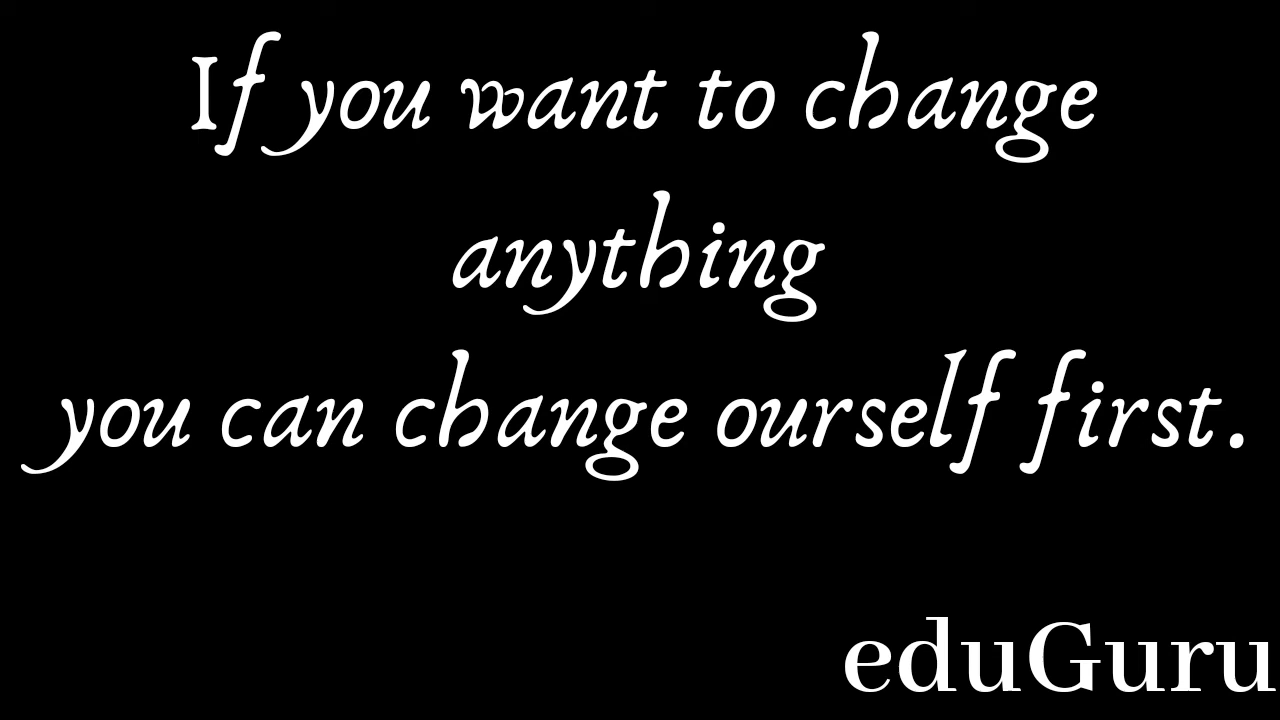 If you want to change
anything
you can change ourself first.
eduGuru